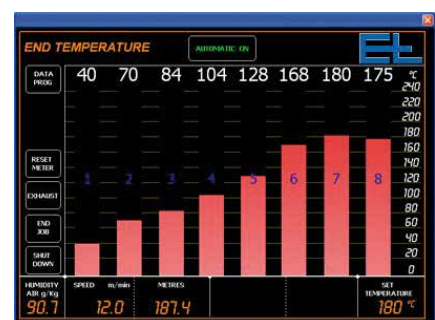 END TEMPERATURE
AUTOMATIC ON
EL
DATA PROG
40 70 84 104 128 168 180 175 °C
240
220
200
180
160
140
120
100
80
60
40
20
0
RESET METER
EXHAUST
END JOB
SHUT DOWN
1 2 3 4 5 6 7 8
HUMIDITY AIR g/Kg
90.7
SPEED m/min
12.0
METRES
187.4
SET TEMPERATURE
180 °C